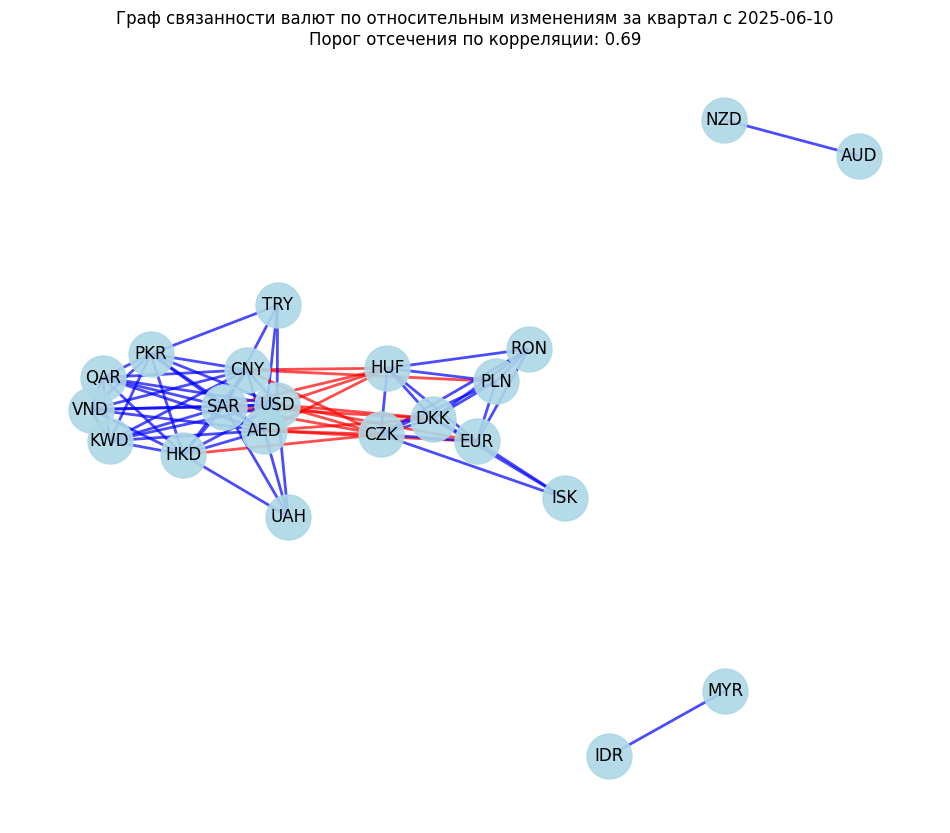 Граф связанности валют по относительным изменениям за квартал с 2025-06-10
Порог отсечения по корреляции: 0.69
NZD
AUD
TRY
RON
PKR
HUF
CNY
QAR
PLN
USD
SAR
VND
DKK
AED
CZK
KWD
EUR
HKD
ISK
UAH
MYR
IDR